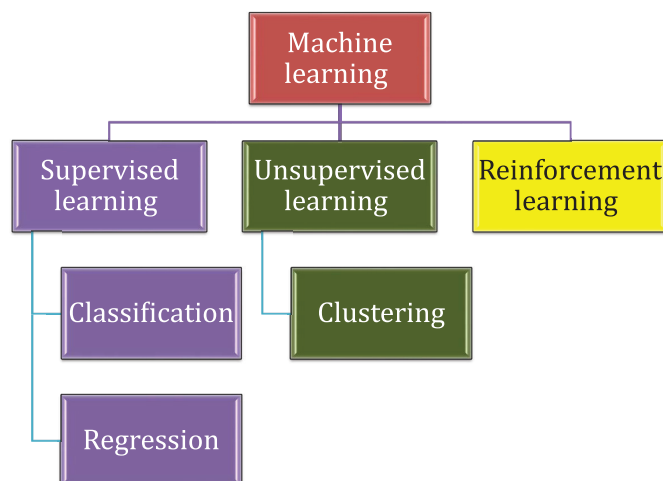 Machine
learning
Supervised
learning
Unsupervised
learning
Reinforcement
learning
Classification
Clustering
Regression